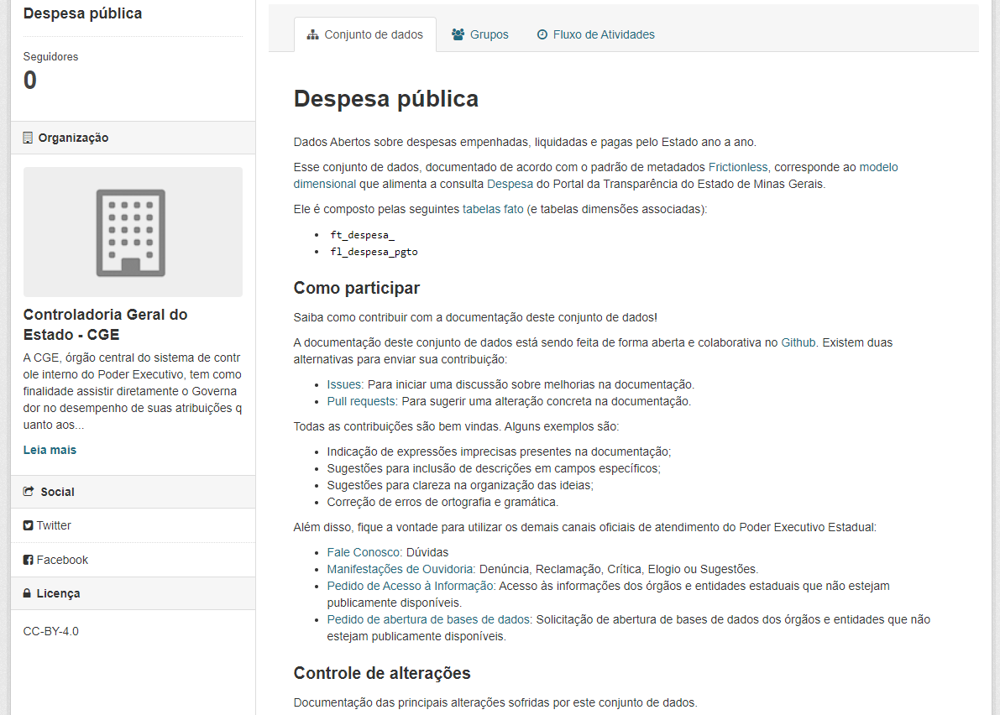 Despesa pública
Seguidores
0
Organização
Controladoria Geral do
Estado - CGE
A CGE, órgão central do sistema de contr
ole interno do Poder Executivo, tem como
finalidade assistir diretamente o Governa
dor no desempenho de suas atribuições q
uanto aos...
Leia mais
Social
Twitter
Facebook
Licença
CC-BY-4.0
Conjunto de dados Grupos Fluxo de Atividades
Despesa pública
Dados Abertos sobre despesas empenhadas, liquidadas e pagas pelo Estado ano a ano.
Esse conjunto de dados, documentado de acordo com o padrão de metadados Frictionless, corresponde ao modelo
dimensional que alimenta a consulta Despesa do Portal da Transparência do Estado de Minas Gerais.
Ele é composto pelas seguintes tabelas fato (e tabelas dimensões associadas):
• ft_despesa_
• fl_despesa_pgto
Como participar
Saiba como contribuir com a documentação deste conjunto de dados!
A documentação deste conjunto de dados está sendo feita de forma aberta e colaborativa no Github. Existem duas
alternativas para enviar sua contribuição:
• Issues: Para iniciar uma discussão sobre melhorias na documentação.
• Pull requests: Para sugerir uma alteração concreta na documentação.
Todas as contribuições são bem vindas. Alguns exemplos são:
• Indicação de expressões imprecisas presentes na documentação;
• Sugestões para inclusão de descrições em campos específicos;
• Sugestões para clareza na organização das ideias;
• Correção de erros de ortografia e gramática.
Além disso, fique a vontade para utilizar os demais canais oficiais de atendimento do Poder Executivo Estadual:
• Fale Conosco: Dúvidas
• Manifestações de Ouvidoria: Denúncia, Reclamação, Crítica, Elogio ou Sugestões.
• Pedido de Acesso à Informação: Acesso às informações dos órgãos e entidades estaduais que não estejam
publicamente disponíveis.
• Pedido de abertura de bases de dados: Solicitação de abertura de bases de dados dos órgãos e entidades que não
estejam publicamente disponíveis.
Controle de alterações
Documentação das principais alterações sofridas por este conjunto de dados.